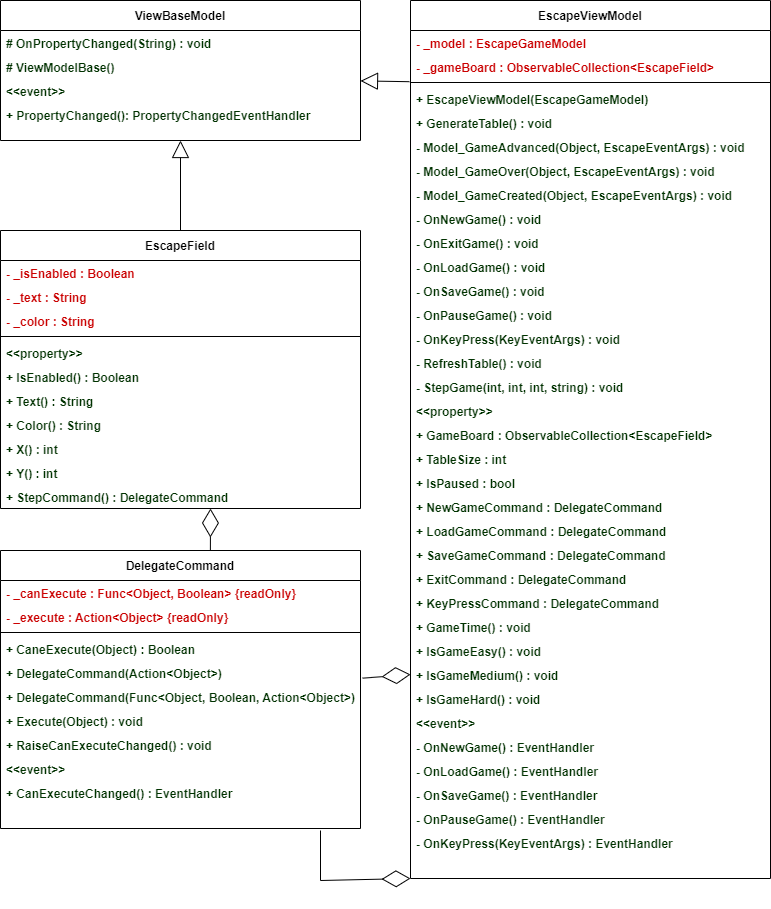 ViewBaseModel
# OnPropertyChanged(String) : void
# ViewModelBase()
<<event>>
+ PropertyChanged(): PropertyChangedEventHandler
EscapeField
- _isEnabled : Boolean
- _text : String
- _color : String
<<property>>
+ IsEnabled() : Boolean
+ Text() : String
+ Color() : String
+ X() : int
+ Y() : int
+ StepCommand() : DelegateCommand
DelegateCommand
- _canExecute : Func<Object, Boolean> {readOnly}
- _execute : Action<Object> {readOnly}
+ CaneExecute(Object) : Boolean
+ DelegateCommand(Action<Object>)
+ DelegateCommand(Func<Object, Boolean, Action<Object>)
+ Execute(Object) : void
+ RaiseCanExecuteChanged() : void
<<event>>
+ CanExecuteChanged() : EventHandler
EscapeViewModel
- _model : EscapeGameModel
- _gameBoard : ObservableCollection<EscapeField>
+ EscapeViewModel(EscapeGameModel)
+ GenerateTable() : void
- Model_GameAdvanced(Object, EscapeEventArgs) : void
- Model_GameOver(Object, EscapeEventArgs) : void
- Model_GameCreated(Object, EscapeEventArgs) : void
- OnNewGame() : void
- OnExitGame() : void
- OnLoadGame() : void
- OnSaveGame() : void
- OnPauseGame() : void
- OnKeyPress(KeyEventArgs) : void
- RefreshTable() : void
- StepGame(int, int, int, string) : void
<<property>>
+ GameBoard : ObservableCollection<EscapeField>
+ TableSize : int
+ IsPaused : bool
+ NewGameCommand : DelegateCommand
+ LoadGameCommand : DelegateCommand
+ SaveGameCommand : DelegateCommand
+ ExitCommand : DelegateCommand
+ KeyPressCommand : DelegateCommand
+ GameTime() : void
+ IsGameEasy() : void
+ IsGameMedium() : void
+ IsGameHard() : void
<<event>>
- OnNewGame() : EventHandler
- OnLoadGame() : EventHandler
- OnSaveGame() : EventHandler
- OnPauseGame() : EventHandler
- OnKeyPress(KeyEventArgs) : EventHandler